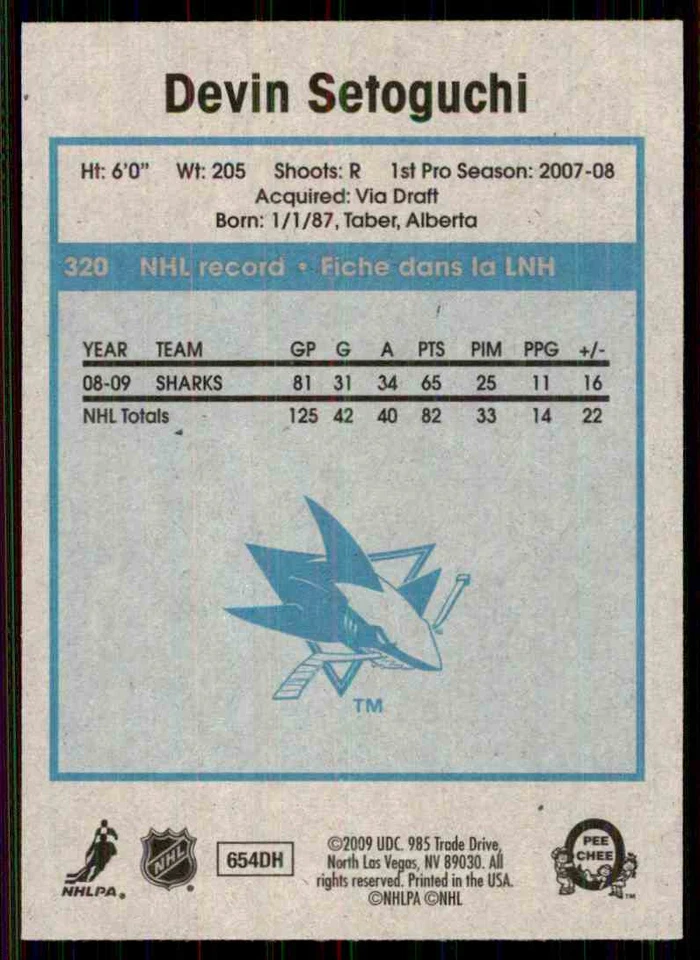 Devin Setoguchi
Ht: 6'0" Wt: 205 Shoots: R 1st Pro Season: 2007-08
Acquired: Via Draft
Born: 1/1/87, Taber, Alberta
320 NHL record • Fiche dans la LNH
YEAR TEAM GP G A PTS PIM PPG +/-
08-09 SHARKS 81 31 34 65 25 11 16
NHL Totals 125 42 40 82 33 14 22
TM
NHLPA.
NHL
654DH
©2009 UDC. 985 Trade Drive,
North Las Vegas, NV 89030. All
rights reserved. Printed in the USA.
©NHLPA ©NHL
PEE
CHEE
TM